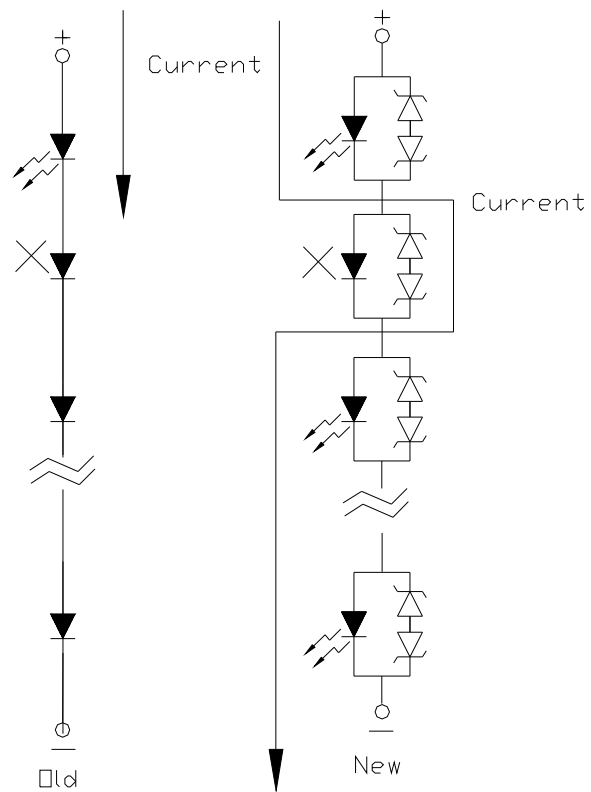 +
+
Current
Current
—
—
New
Old